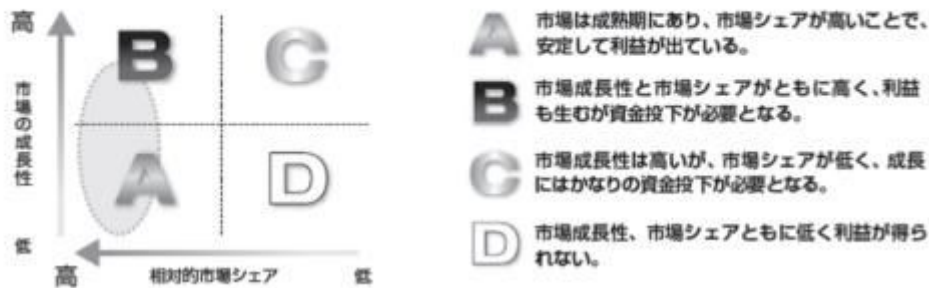 高
B
C
市場の成長性
A
D
低
高
相対的市場シェア
低
A
市場は成熟期にあり、市場シェアが高いことで、
安定して利益が出ている。
B
市場成長性と市場シェアがともに高く、利益
も生むが資金投下が必要となる。
C
市場成長性は高いが、市場シェアが低く、成長
にはかなりの資金投下が必要となる。
D
市場成長性、市場シェアともに低く利益が得ら
れない。